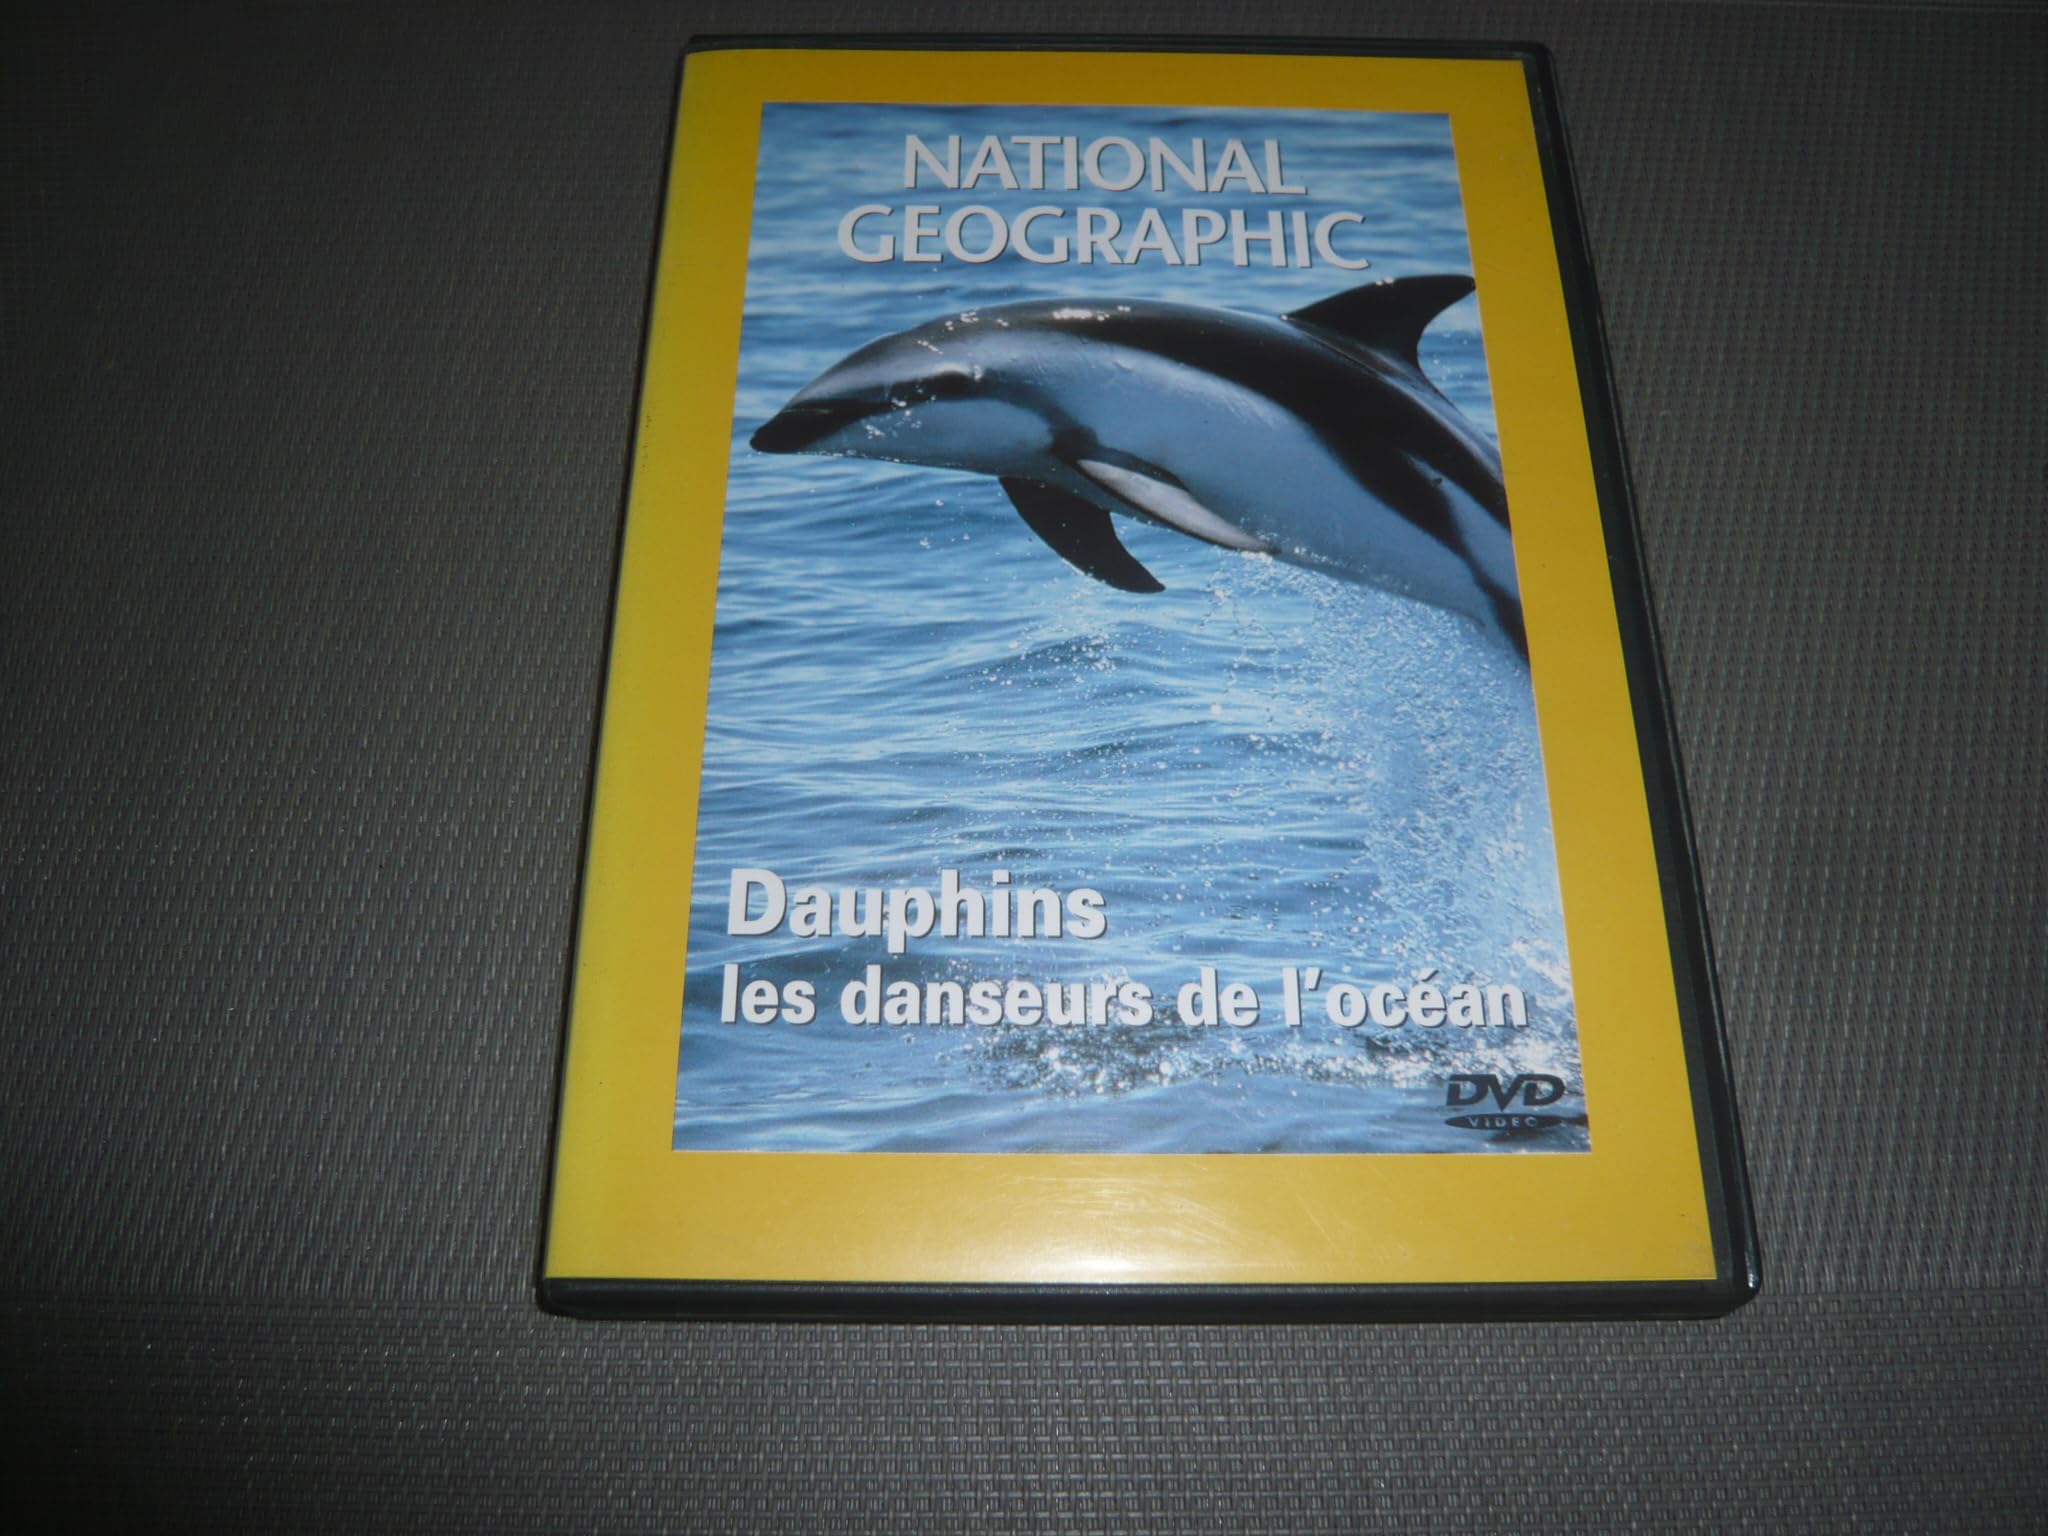 NATIONAL
GEOGRAPHIC
Dauphins
les danseurs de l'océan
DVD
VIDEO